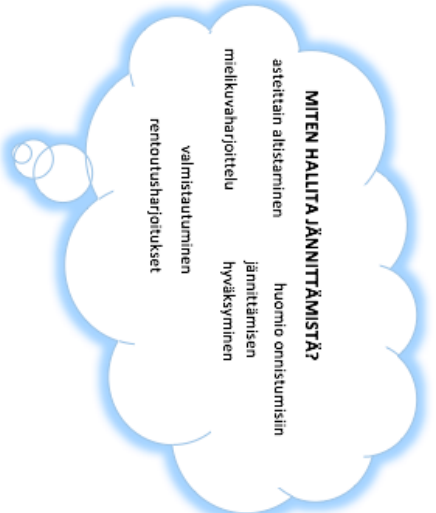 MITEN HALLITA JÄNNITTÄMISTÄ?
asteittain altistaminen
huomio onnistumisiin
mielikuvaharjoittelu
jännittämisen
hyväksyminen
valmistautuminen
rentoutusharjoitukset